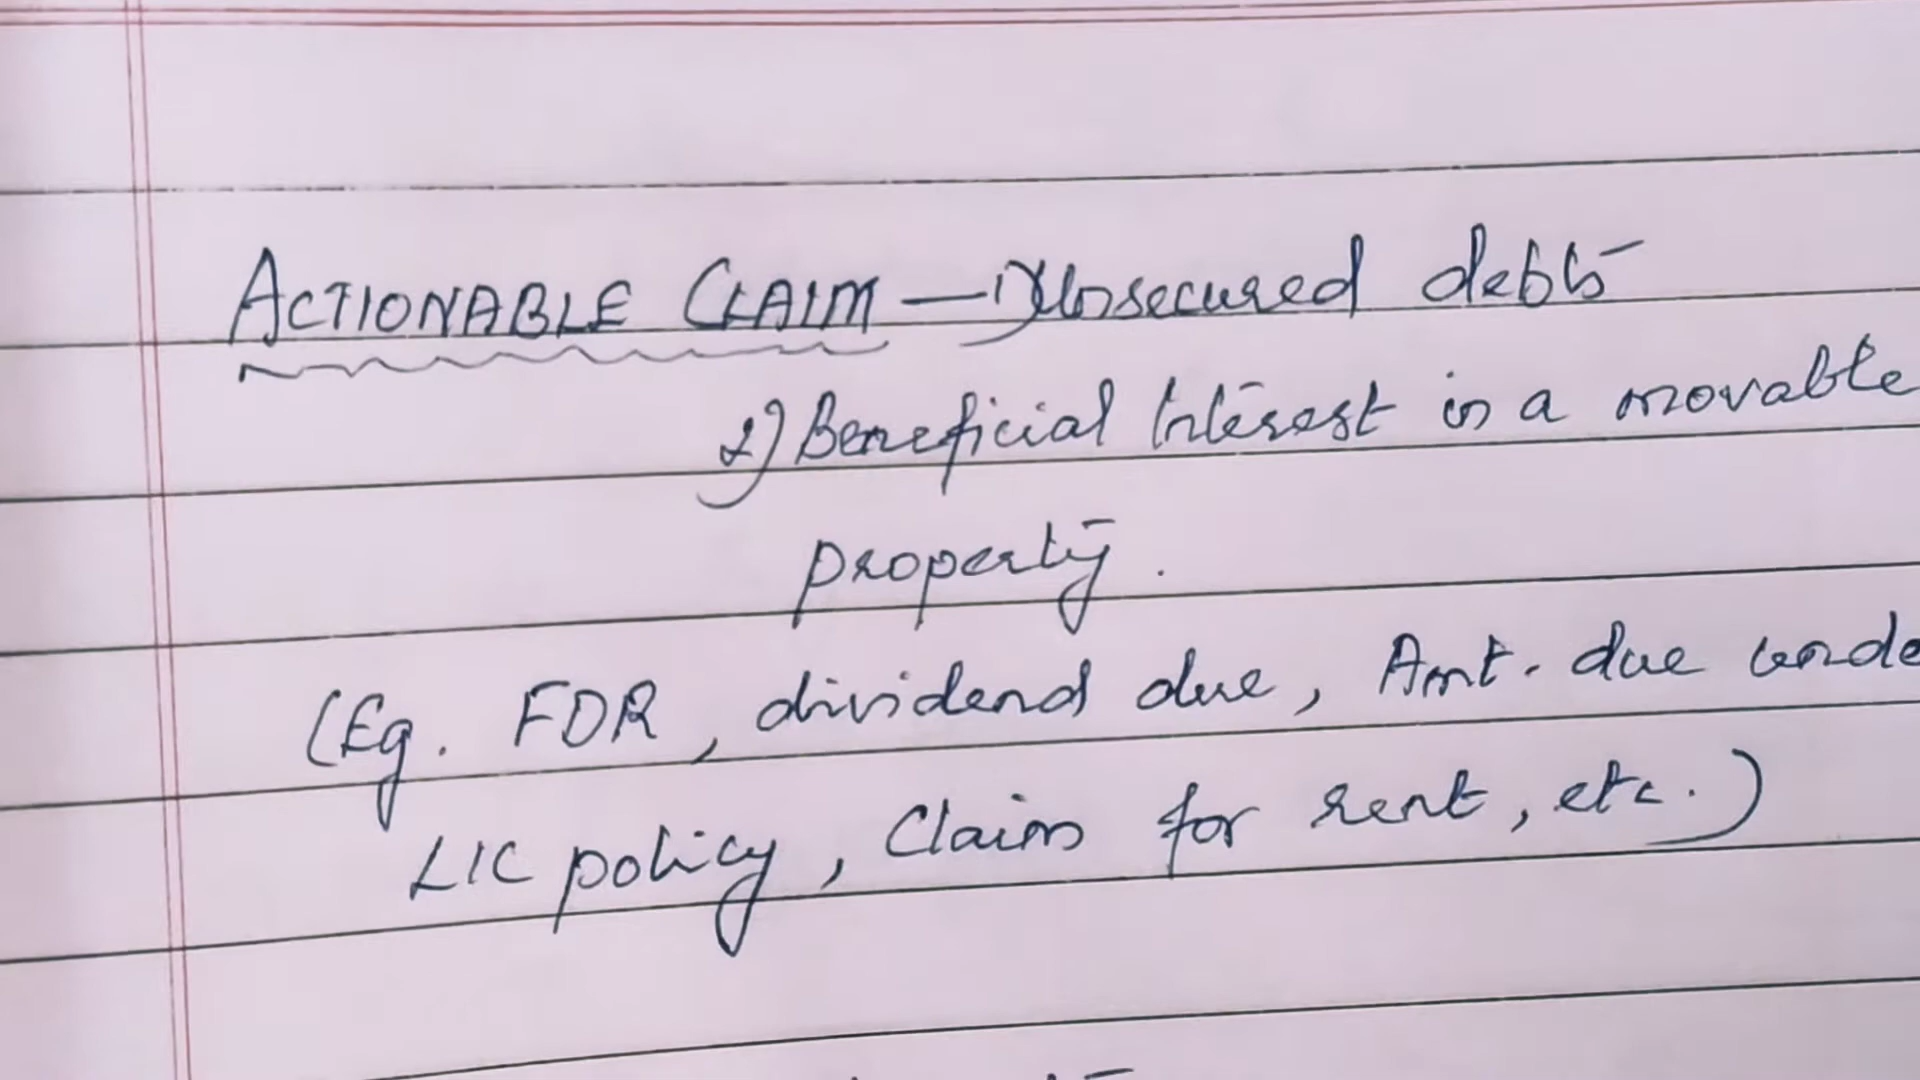 ACTIONABLE CLAIM — 1) Unsecured debts
2) Beneficial Interest in a movable
property.
(Eg. FDR, dividend due, Amt. due unde
LIC policy, Claim for rent, etc.)